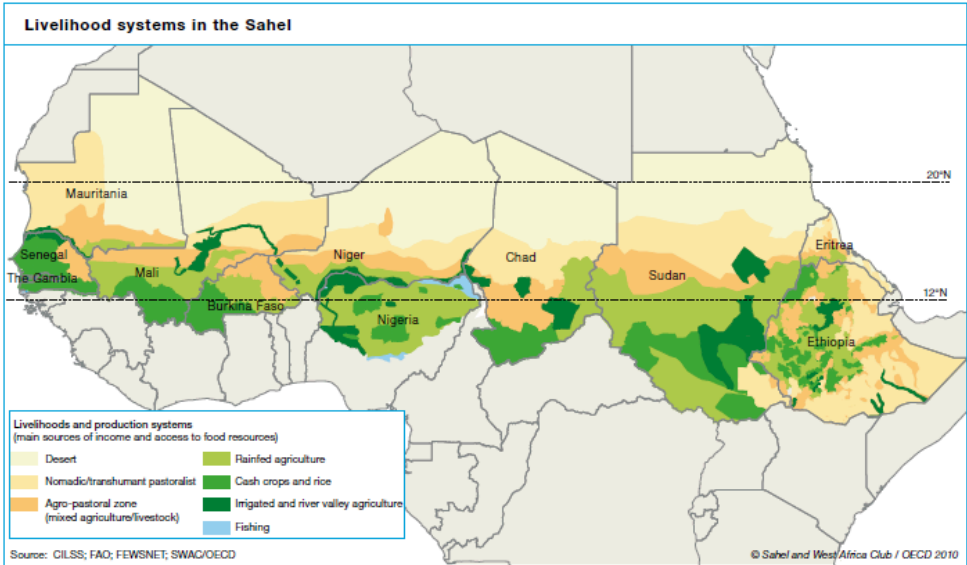 Livelihood systems in the Sahel
20°N
Mauritania
Eritrea
Senegal
Niger
Chad
Mali
Sudan
The Gambia
12°N
Burkina Faso
Nigeria
Ethiopia
Livelihoods and production systems
(main sources of income and access to food resources)
Desert
Nomadic/transhumant pastoralist
Agro-pastoral zone
(mixed agriculture/livestock)
Rainfed agriculture
Cash crops and rice
Irrigated and river valley agriculture
Fishing
Source: CILSS; FAO; FEWSNET; SWAC/OECD
© Sahel and West Africa Club / OECD 2010